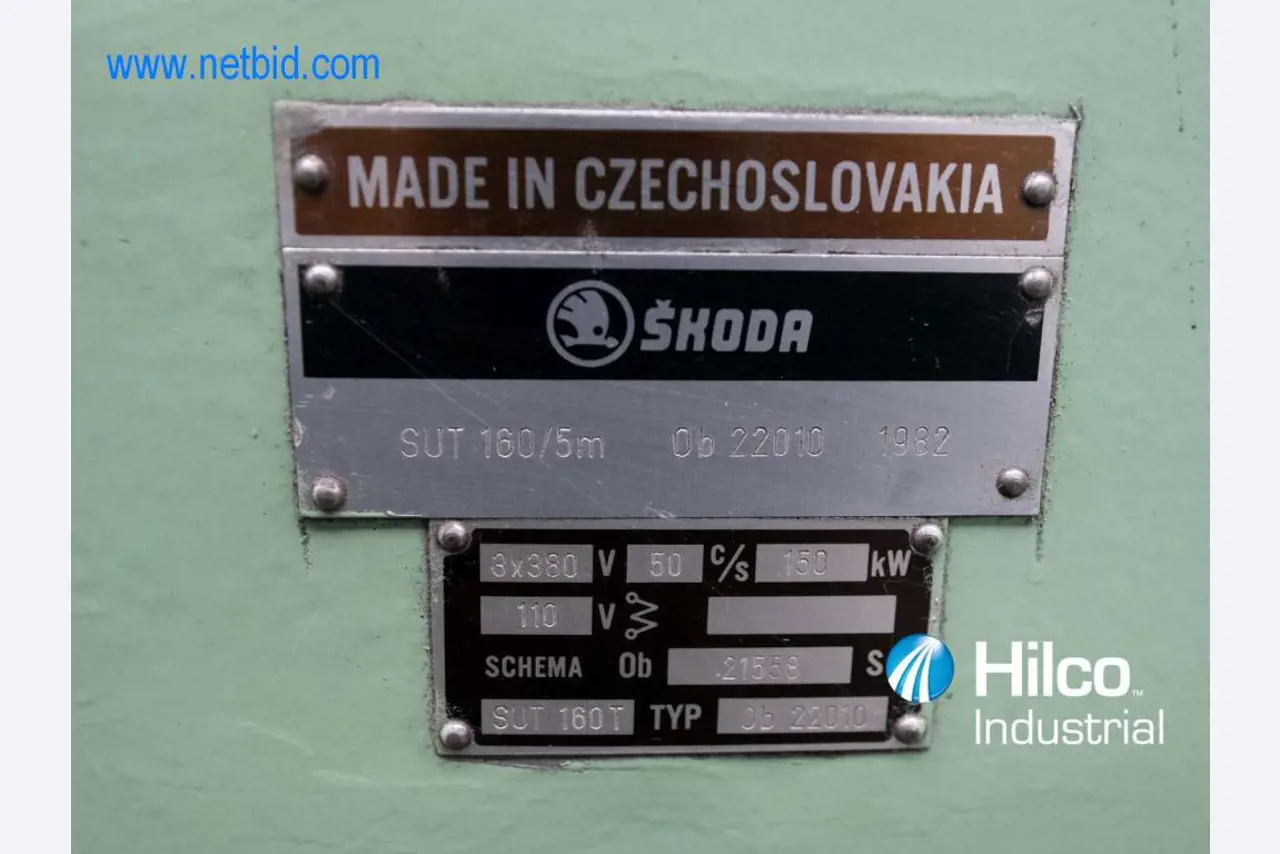 www.netbid.com
MADE IN CZECHOSLOVAKIA
ŠKODA
SUT 160/5m Ob 22010 1982
3x380 V 50 c/s 150 kW
110 V
SCHEMA Ob 21558 S
SUT 160T TYP Ob 22010
Hilco™
Industrial